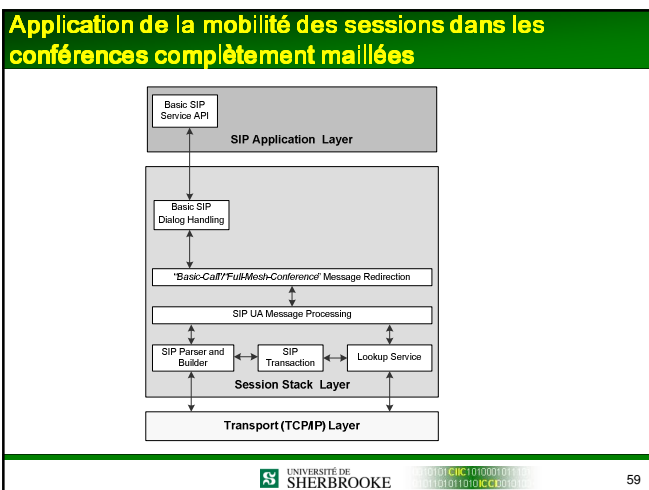 Application de la mobilité des sessions dans les
conférences complètement maillées
Basic SIP
Service API
SIP Application Layer
Basic SIP
Dialog Handling
"Basic-Call"/"Full-Mesh-Conference" Message Redirection
SIP UA Message Processing
SIP Parser and
Builder
SIP
Transaction
Lookup Service
Session Stack Layer
Transport (TCP/IP) Layer
UNIVERSITÉ DE
SHERBROOKE
59